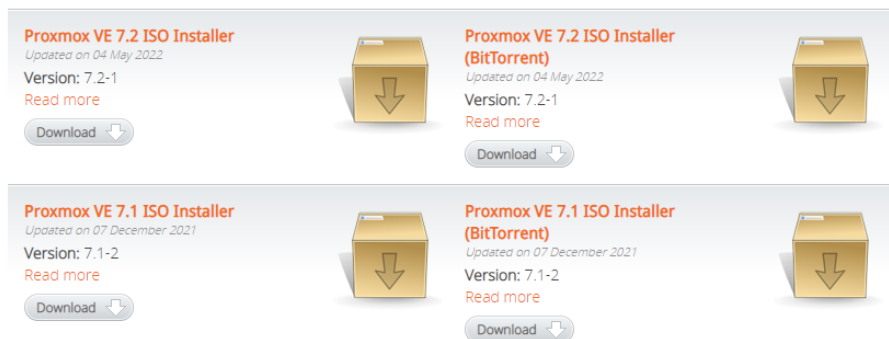 Proxmox VE 7.2 ISO Installer
Updated on 04 May 2022
Version: 7.2-1
Read more
Download
Proxmox VE 7.2 ISO Installer
(BitTorrent)
Updated on 04 May 2022
Version: 7.2-1
Read more
Download
Proxmox VE 7.1 ISO Installer
Updated on 07 December 2021
Version: 7.1-2
Read more
Download
Proxmox VE 7.1 ISO Installer
(BitTorrent)
Updated on 07 December 2021
Version: 7.1-2
Read more
Download